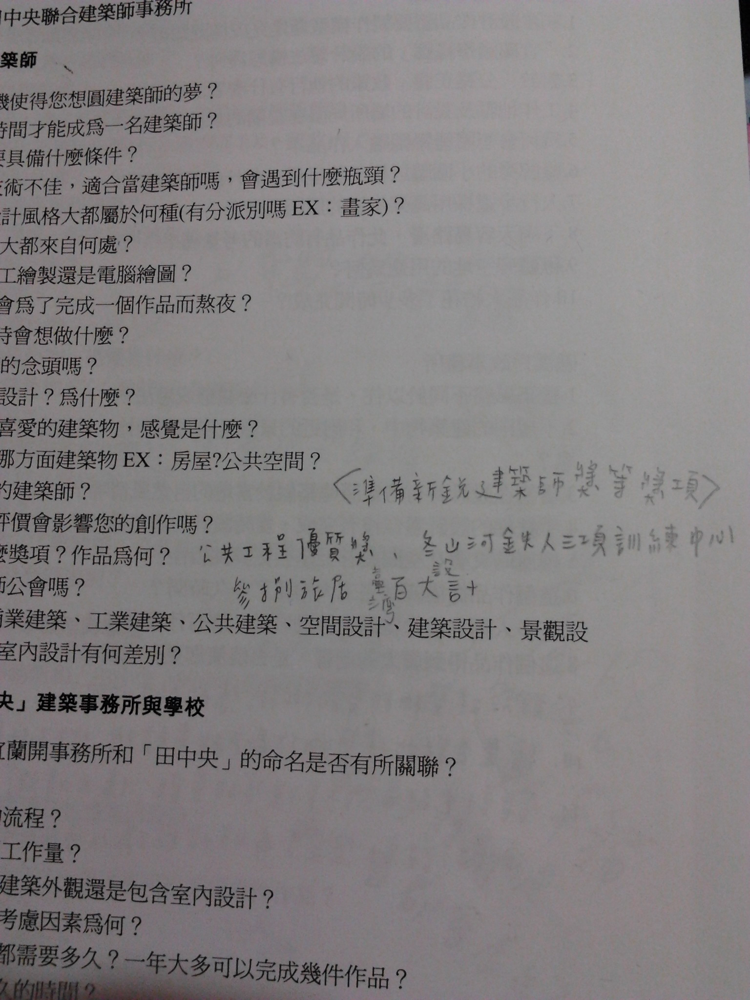 中央聯合建築師事務所
築師
機使得您想圓建築師的夢？
時間才能成爲一名建築師？
要具備什麼條件？
技術不佳，適合當建築師嗎，會遇到什麼瓶頸？
計風格大都屬於何種(有分派別嗎 EX：畫家)？
大都來自何處？
工繪製還是電腦繪圖？
會爲了完成一個作品而熬夜？
時會想做什麼？
的念頭嗎？
設計？爲什麼？
喜愛的建築物，感覺是什麼？
哪方面建築物 EX：房屋?公共空間？
〈準備新銳建築師獎等獎項〉
的建築師？
評價會影響您的創作嗎？
麼獎項？作品爲何？ 公共工程優質獎、冬山河鉄人三項訓練中心
師公會嗎？ 旅居 臺灣百大設計
商業建築、工業建築、公共建築、空間設計、建築設計、景觀設
室內設計有何差別？
央」建築事務所與學校
宜蘭開事務所和「田中央」的命名是否有所關聯？
流程？
工作量？
建築外觀還是包含室內設計？
考慮因素爲何？
都需要多久？一年大多可以完成幾件作品？
久的時間？